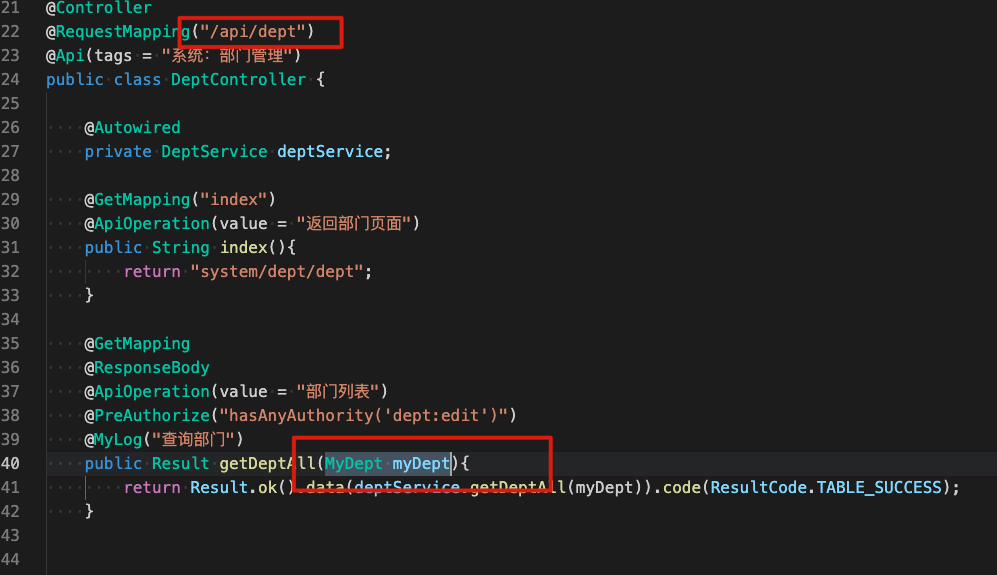 21 @Controller
22 @RequestMapping("/api/dept")
23 @Api(tags = "系统：部门管理")
24 public class DeptController {
25
26 @Autowired
27 private DeptService deptService;
28
29 @GetMapping("index")
30 @ApiOperation(value = "返回部门页面")
31 public String index(){
32 return "system/dept/dept";
33 }
34
35 @GetMapping
36 @ResponseBody
37 @ApiOperation(value = "部门列表")
38 @PreAuthorize("hasAnyAuthority('dept:edit')")
39 @MyLog("查询部门")
40 public Result getDeptAll(MyDept myDept){
41 return Result.ok().data(deptService.getDeptAll(myDept)).code(ResultCode.TABLE_SUCCESS);
42 }
43
44